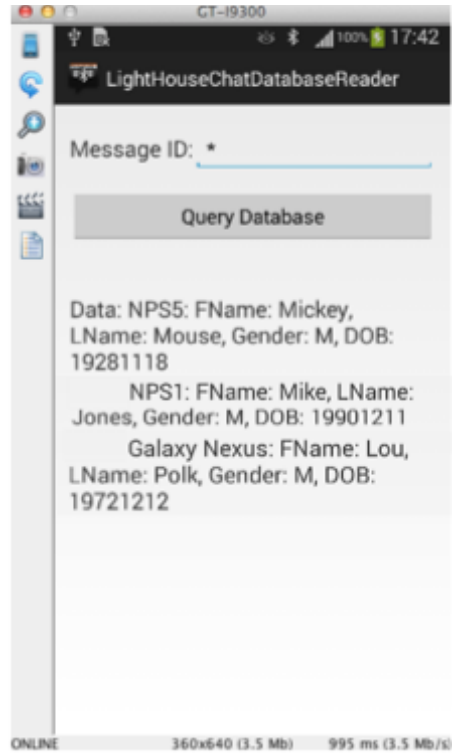 GT-I9300
100% 17:42
LightHouseChatDatabaseReader
Message ID: *
Query Database
Data: NPS5: FName: Mickey,
LName: Mouse, Gender: M, DOB:
19281118
NPS1: FName: Mike, LName:
Jones, Gender: M, DOB: 19901211
Galaxy Nexus: FName: Lou,
LName: Polk, Gender: M, DOB:
19721212
ONLINE 360x640 (3.5 Mb) 995 ms (3.5 Mb/s)